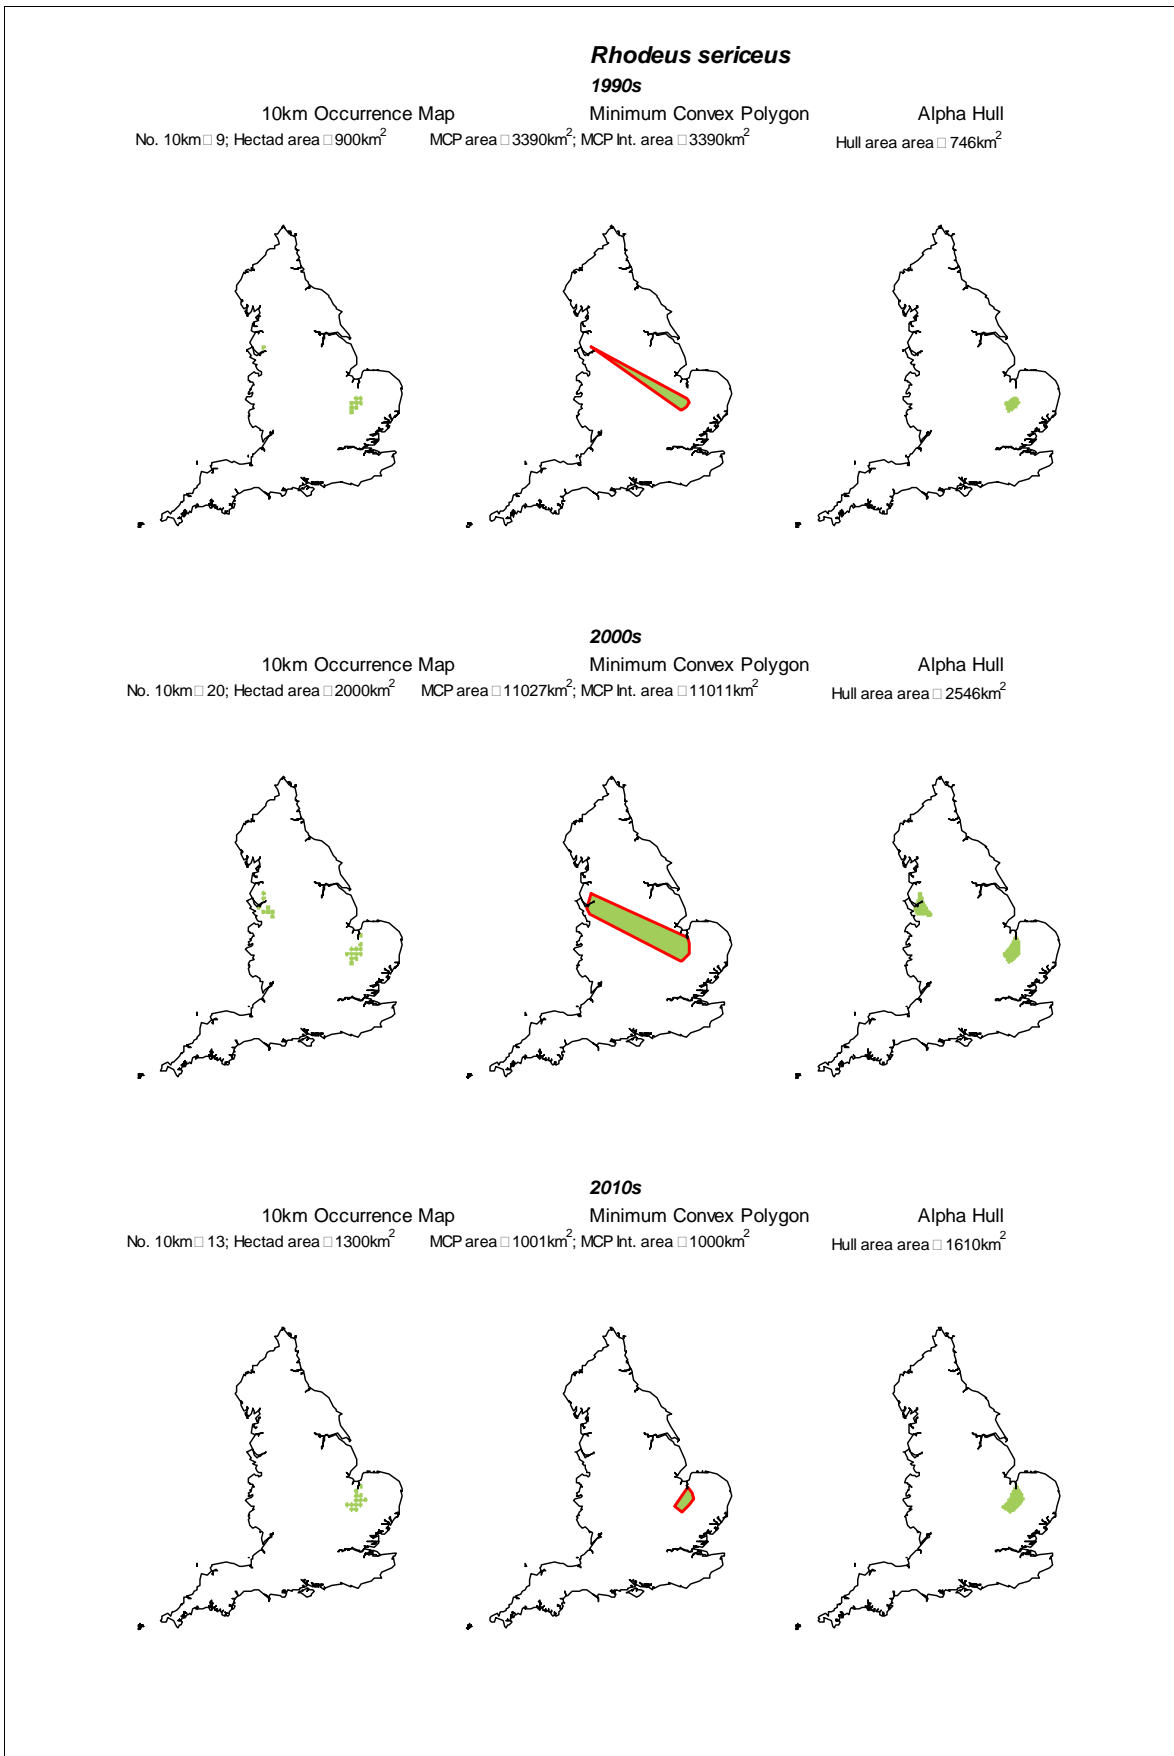 Rhodeus sericeus
1990s
10km Occurrence Map Minimum Convex Polygon Alpha Hull
No. 10km□9; Hectad area□900km² MCP area□3390km²; MCP Int. area□3390km² Hull area area□746km²
2000s
10km Occurrence Map Minimum Convex Polygon Alpha Hull
No. 10km□20; Hectad area□2000km² MCP area□11027km²; MCP Int. area□11011km² Hull area area□2546km²
2010s
10km Occurrence Map Minimum Convex Polygon Alpha Hull
No. 10km□13; Hectad area□1300km² MCP area□1001km²; MCP Int. area□1000km² Hull area area□1610km²